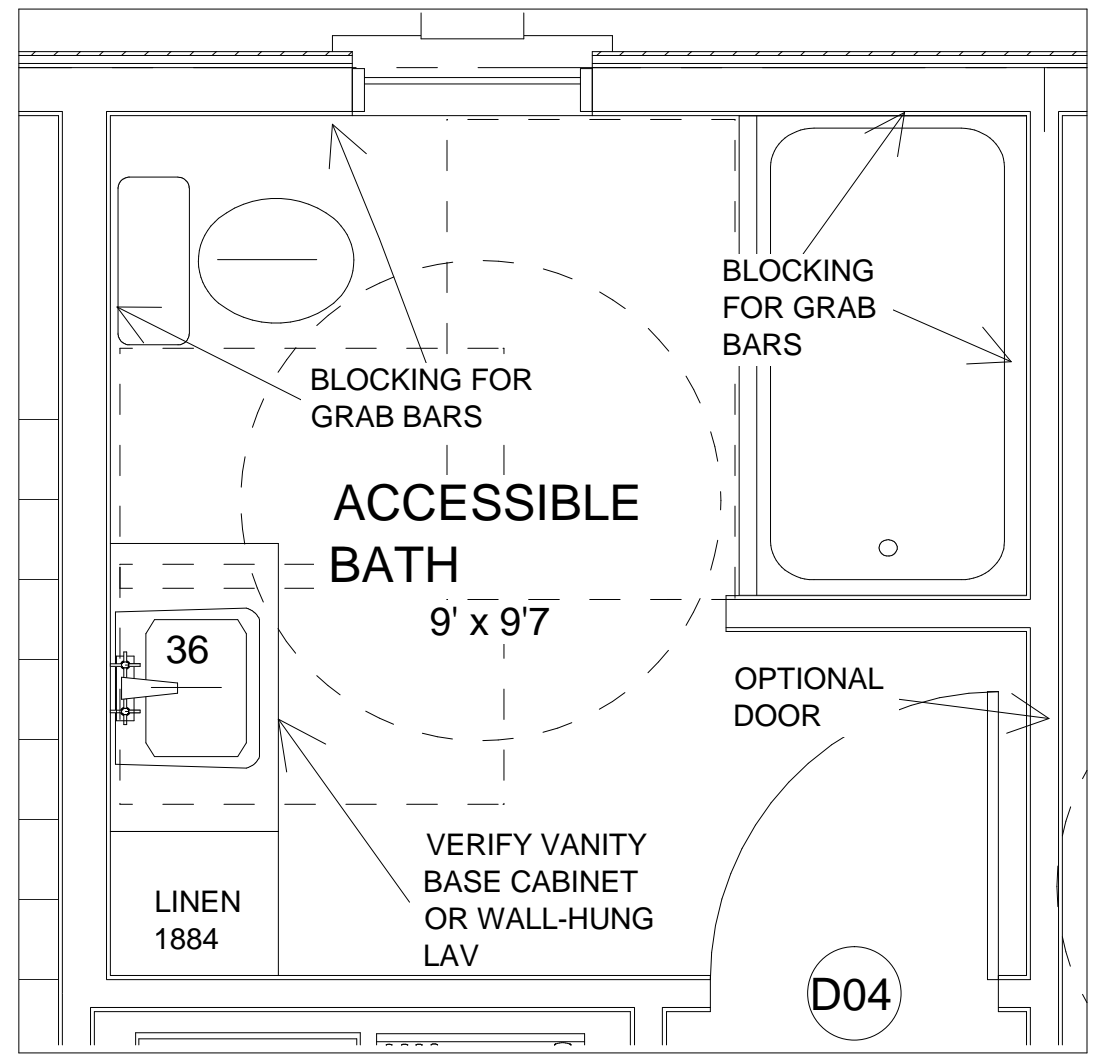 BLOCKING
FOR GRAB
BARS
BLOCKING FOR
GRAB BARS
ACCESSIBLE
BATH
9' x 9'7
36
OPTIONAL
DOOR
VERIFY VANITY
BASE CABINET
OR WALL-HUNG
LAV
LINEN
1884
D04